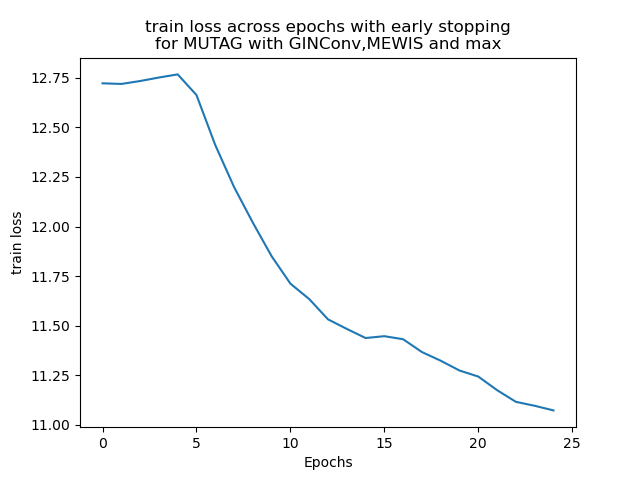 train loss across epochs with early stopping
for MUTAG with GINConv,MEWIS and max
12.75
12.50
12.25
12.00
11.75
11.50
11.25
11.00
train loss
0 5 10 15 20 25
Epochs